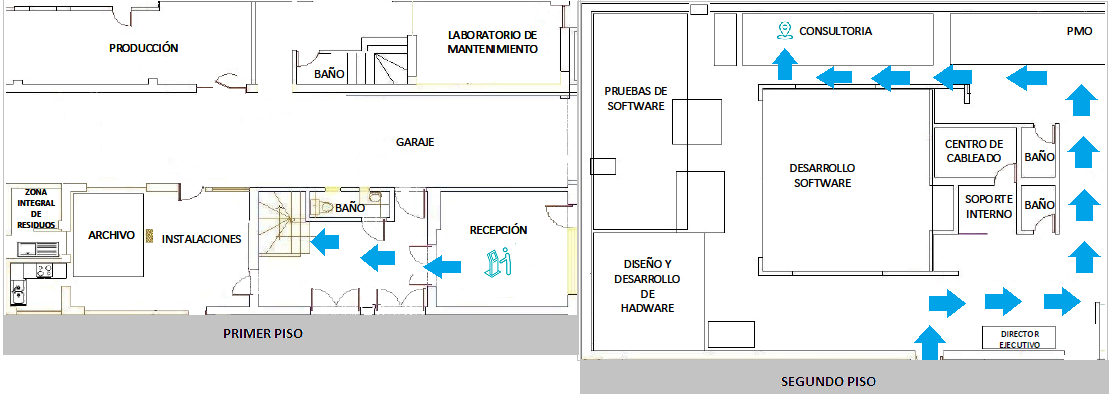 PRODUCCIÓN
LABORATORIO DE
MANTENIMIENTO
BAÑO
GARAJE
ZONA
INTEGRAL
DE
RESIDUOS
ARCHIVO
INSTALACIONES
BAÑO
RECEPCIÓN
PRIMER PISO
CONSULTORIA
PMO
PRUEBAS DE
SOFTWARE
DESARROLLO
SOFTWARE
CENTRO DE
CABLEADO
BAÑO
SOPORTE
INTERNO
BAÑO
DISEÑO Y
DESARROLLO
DE
HADWARE
DIRECTOR
EJECUTIVO
SEGUNDO PISO